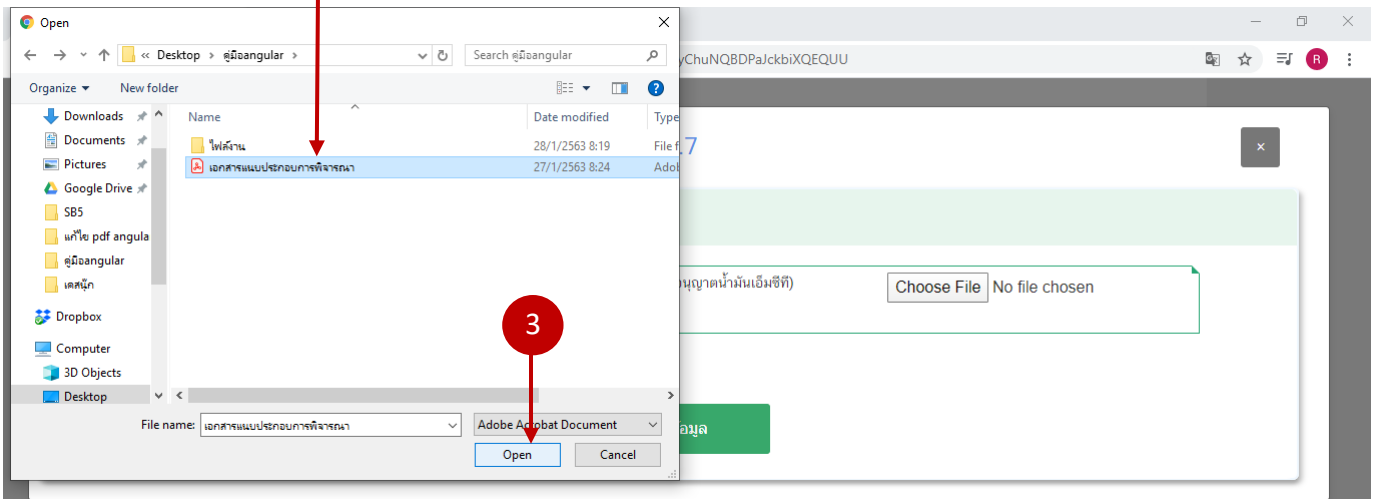 Open
« Desktop › คู่มือangular ›
Search คู่มือangular
yChuNQBDPaJckbiXQEQUU
R
Organize
New folder
?
Downloads
Documents
Pictures
Google Drive
SB5
แก้ไข pdf angula
คู่มือangular
เดสนุ๊ก
Dropbox
Computer
3D Objects
Desktop
Name
Date modified
Type
ไฟล์งาน
28/1/2563 8:19
File f
เอกสารแนบประกอบการพิจารณา
27/1/2563 8:24
Adob
.7
×
นุญาตน้ำมันเอ็มซีที)
Choose File
No file chosen
3
File name:
เอกสารแนบประกอบการพิจารณา
Adobe Acrobat Document
Open
Cancel
อมูล